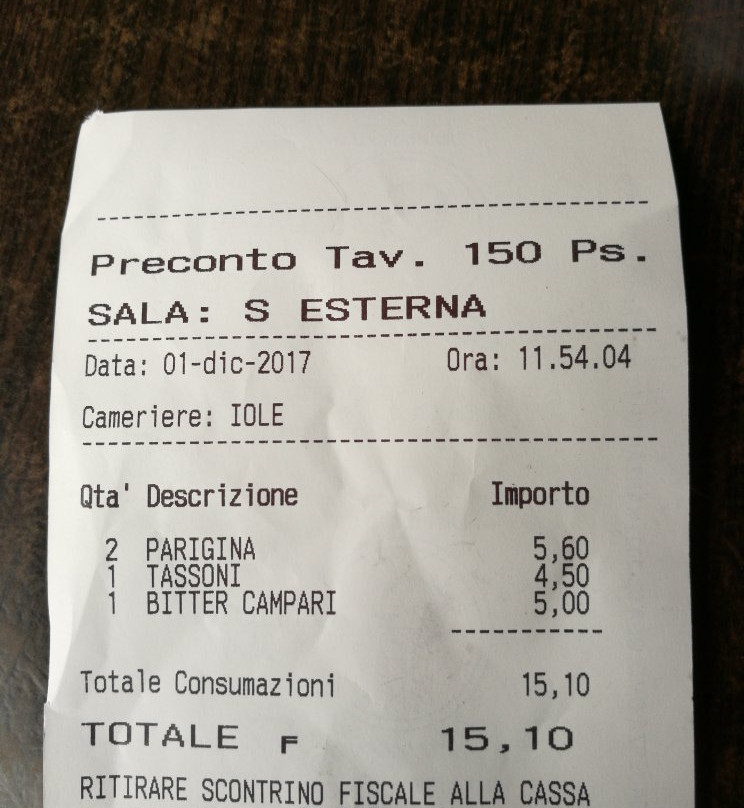 Preconto Tav. 150 Ps.
SALA: S ESTERNA
Data: 01-dic-2017 Ora: 11.54.04
Cameriere: IOLE
Qta' Descrizione Importo
2 PARIGINA 5,60
1 TASSONI 4,50
1 BITTER CAMPARI 5,00
Totale Consumazioni 15,10
TOTALE F 15,10
RITIRARE SCONTRINO FISCALE ALLA CASSA